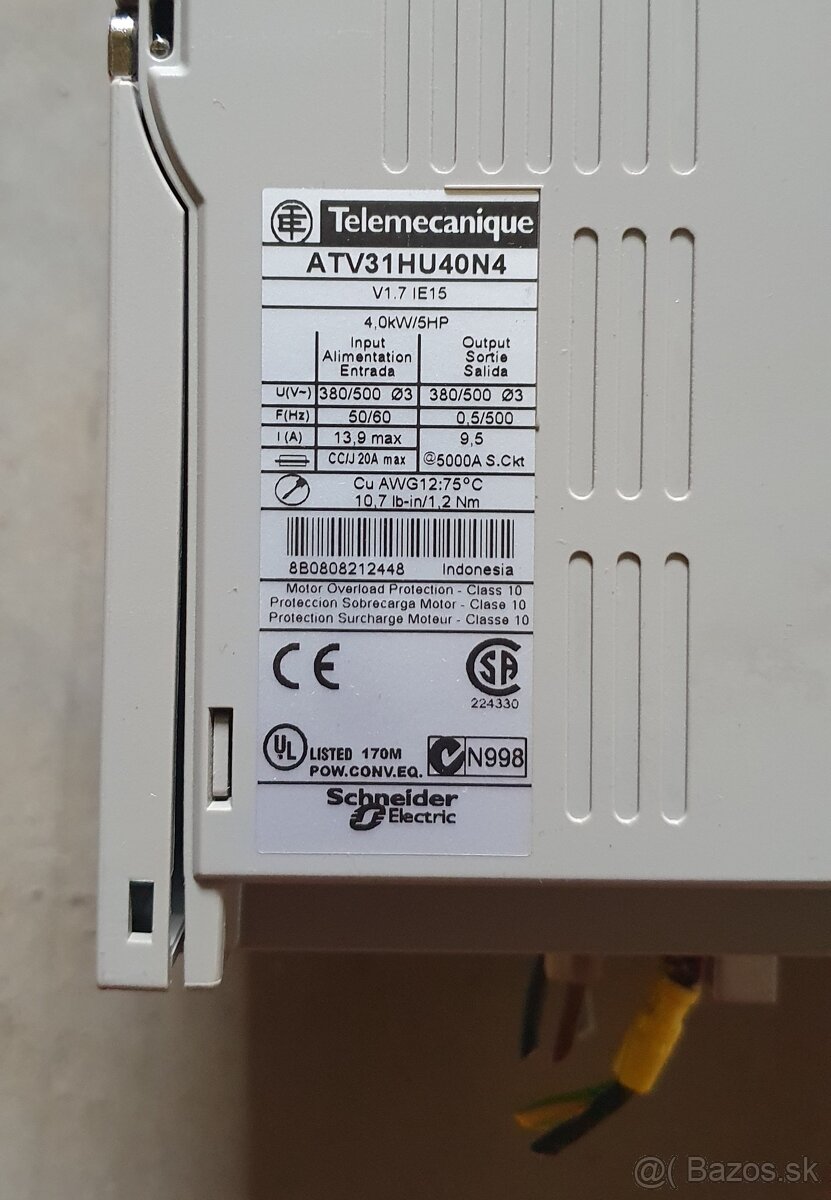 Telemecanique
ATV31HU40N4
V1.7 IE15
4,0kW/5HP
Input Output
Alimentation Sortie
Entrada Salida
U(V~) 380/500 Ø3 380/500 Ø3
F(Hz) 50/60 0,5/500
I (A) 13,9 max 9,5
CC/J 20A max @5000A S.Ckt
Cu AWG12:75°C
10,7 lb-in/1,2 Nm
8B0808212448 Indonesia
Motor Overload Protection - Class 10
Proteccion Sobrecarga Motor - Clase 10
Protection Surcharge Moteur - Classe 10
CE SA
224330
UL LISTED 170M N998
POW.CONV.EQ.
Schneider
Electric
@( Bazos.sk